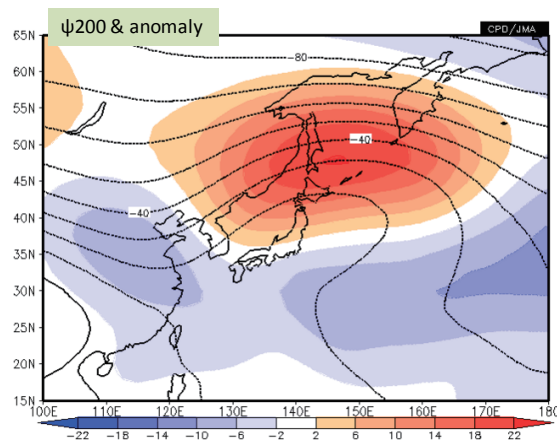 ψ200 & anomaly
CPD/JMA
65N
60N
55N
50N
45N
40N
35N
30N
25N
20N
15N
-80
-40
-40
100E 110E 120E 130E 140E 150E 160E 170E 180
-22 -18 -14 -10 -6 -2 2 6 10 14 18 22